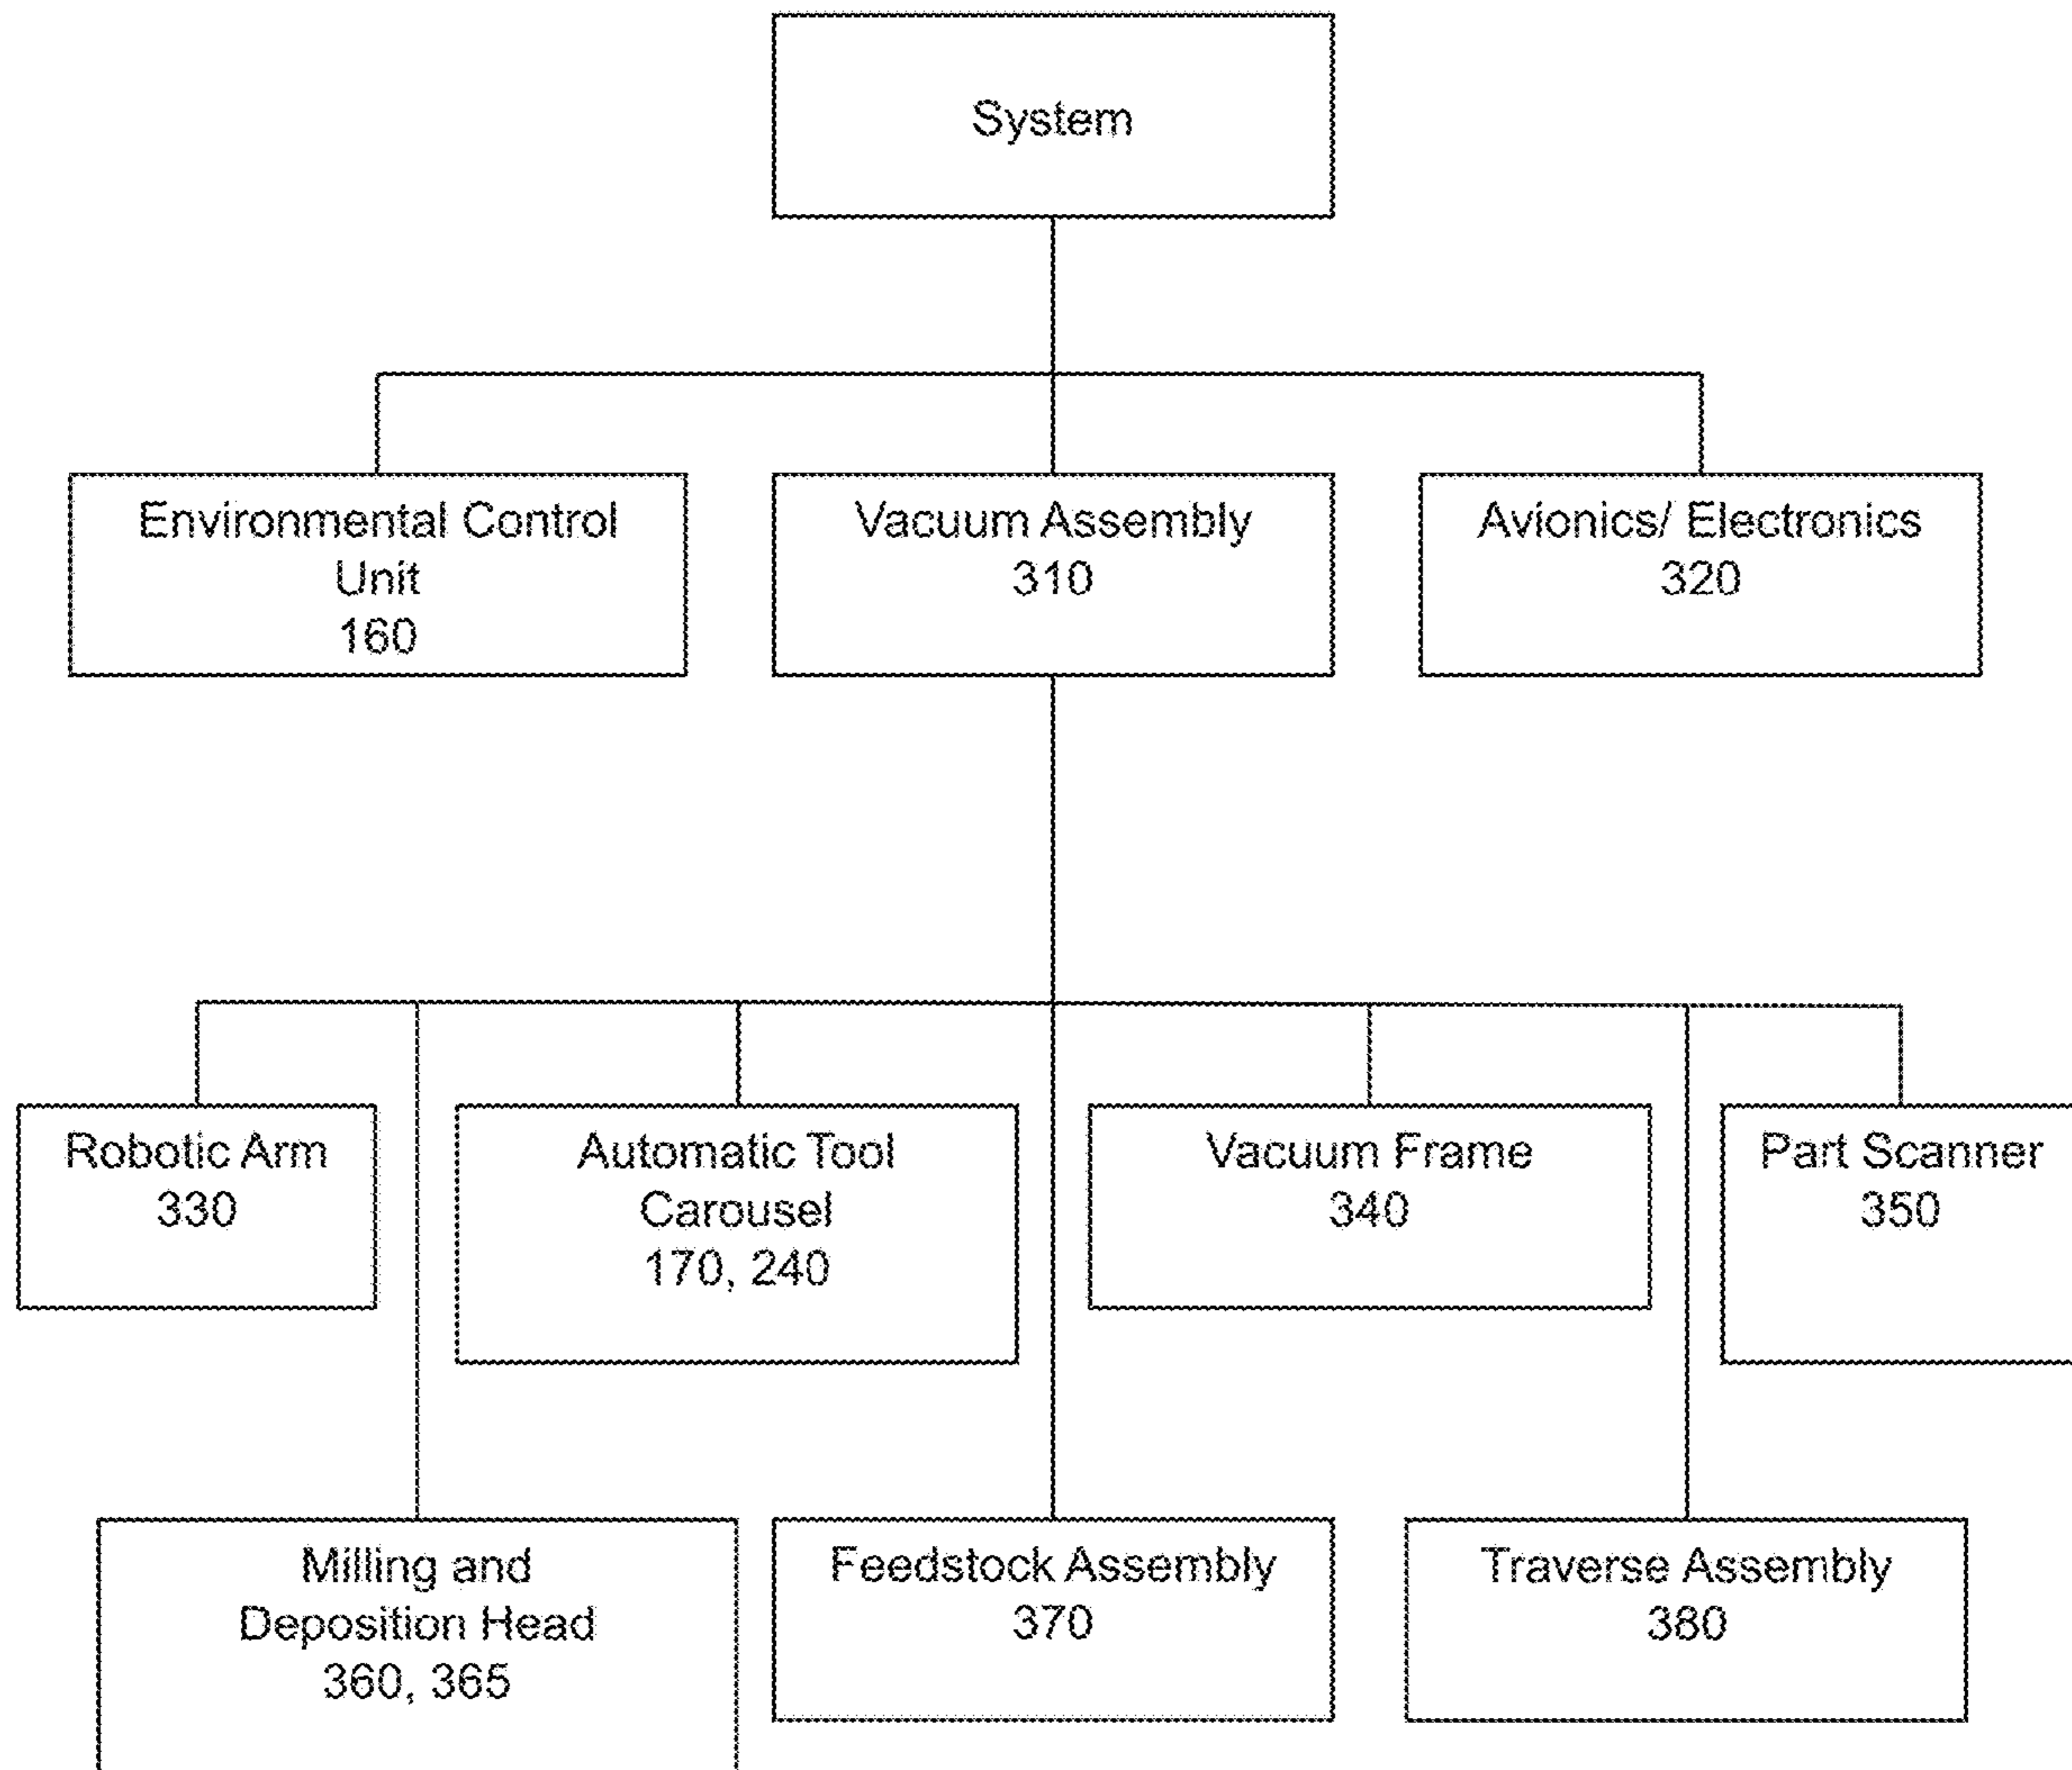 System
Environmental Control
Unit
160
Vacuum Assembly
310
Avionics/ Electronics
320
Robotic Arm
330
Automatic Tool
Carousel
170, 240
Vacuum Frame
340
Part Scanner
350
Milling and
Deposition Head
360, 365
Feedstock Assembly
370
Traverse Assembly
380